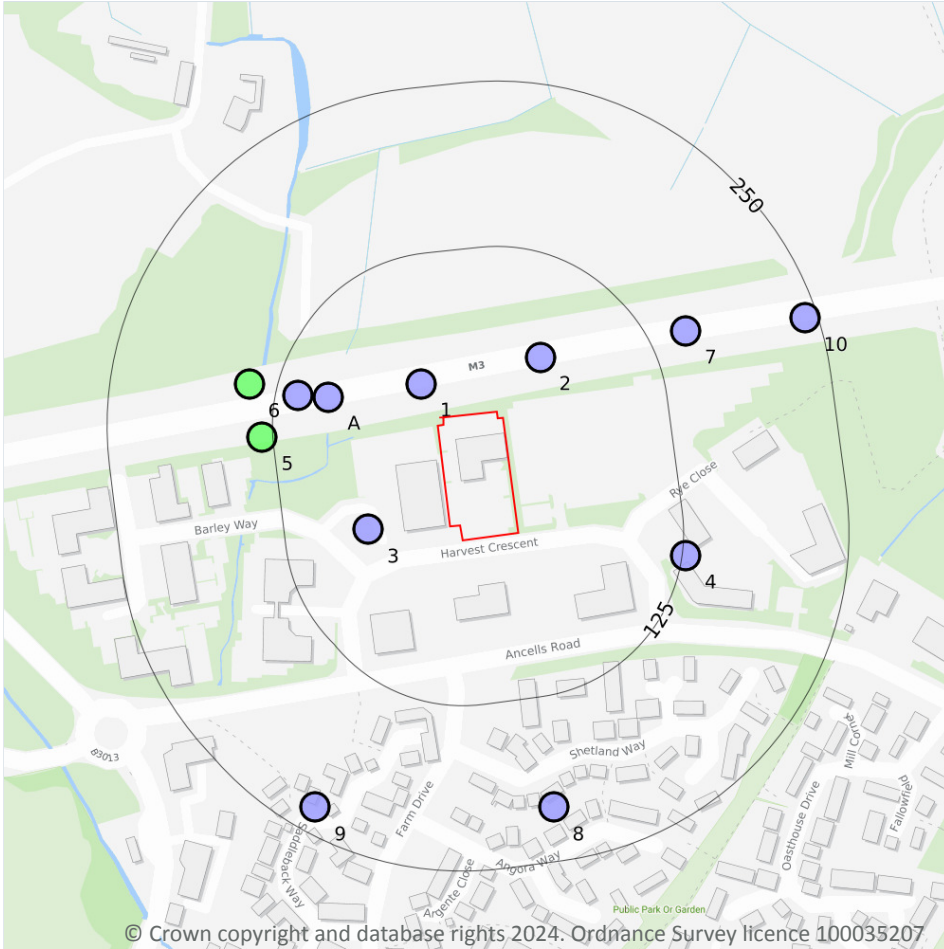 250
10
7
M3
2
1
A
6
5
Rye Close
Barley Way
3
Harvest Crescent
4
125
Ancells Road
B3013
Shetland Way
Mill Corner
Fallowfield
Oasthouse Drive
Farm Drive
9
8
Saddleback Way
Angora Way
Argente Close
Public Park Or Garden
© Crown copyright and database rights 2024. Ordnance Survey licence 100035207